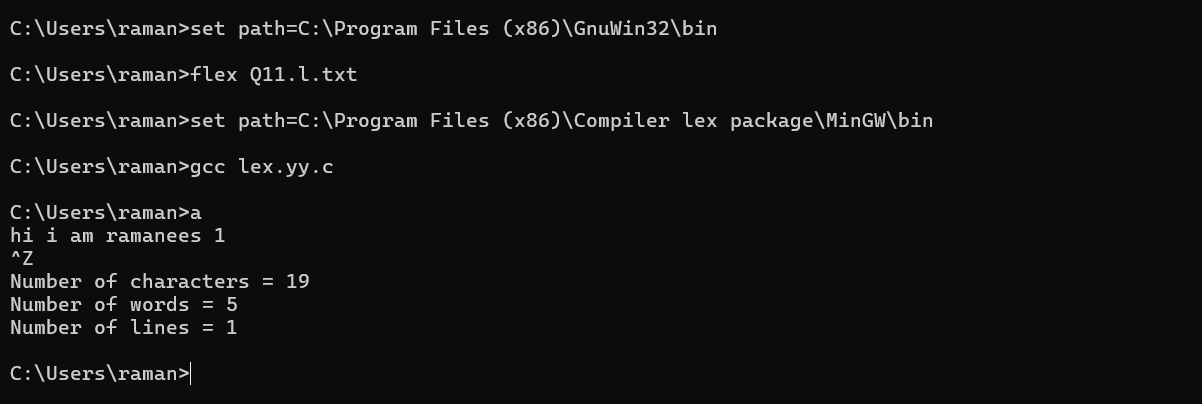 C:\Users\raman>set path=C:\Program Files (x86)\GnuWin32\bin
C:\Users\raman>flex Q11.l.txt
C:\Users\raman>set path=C:\Program Files (x86)\Compiler lex package\MinGW\bin
C:\Users\raman>gcc lex.yy.c
C:\Users\raman>a
hi i am ramanees 1
^Z
Number of characters = 19
Number of words = 5
Number of lines = 1
C:\Users\raman>